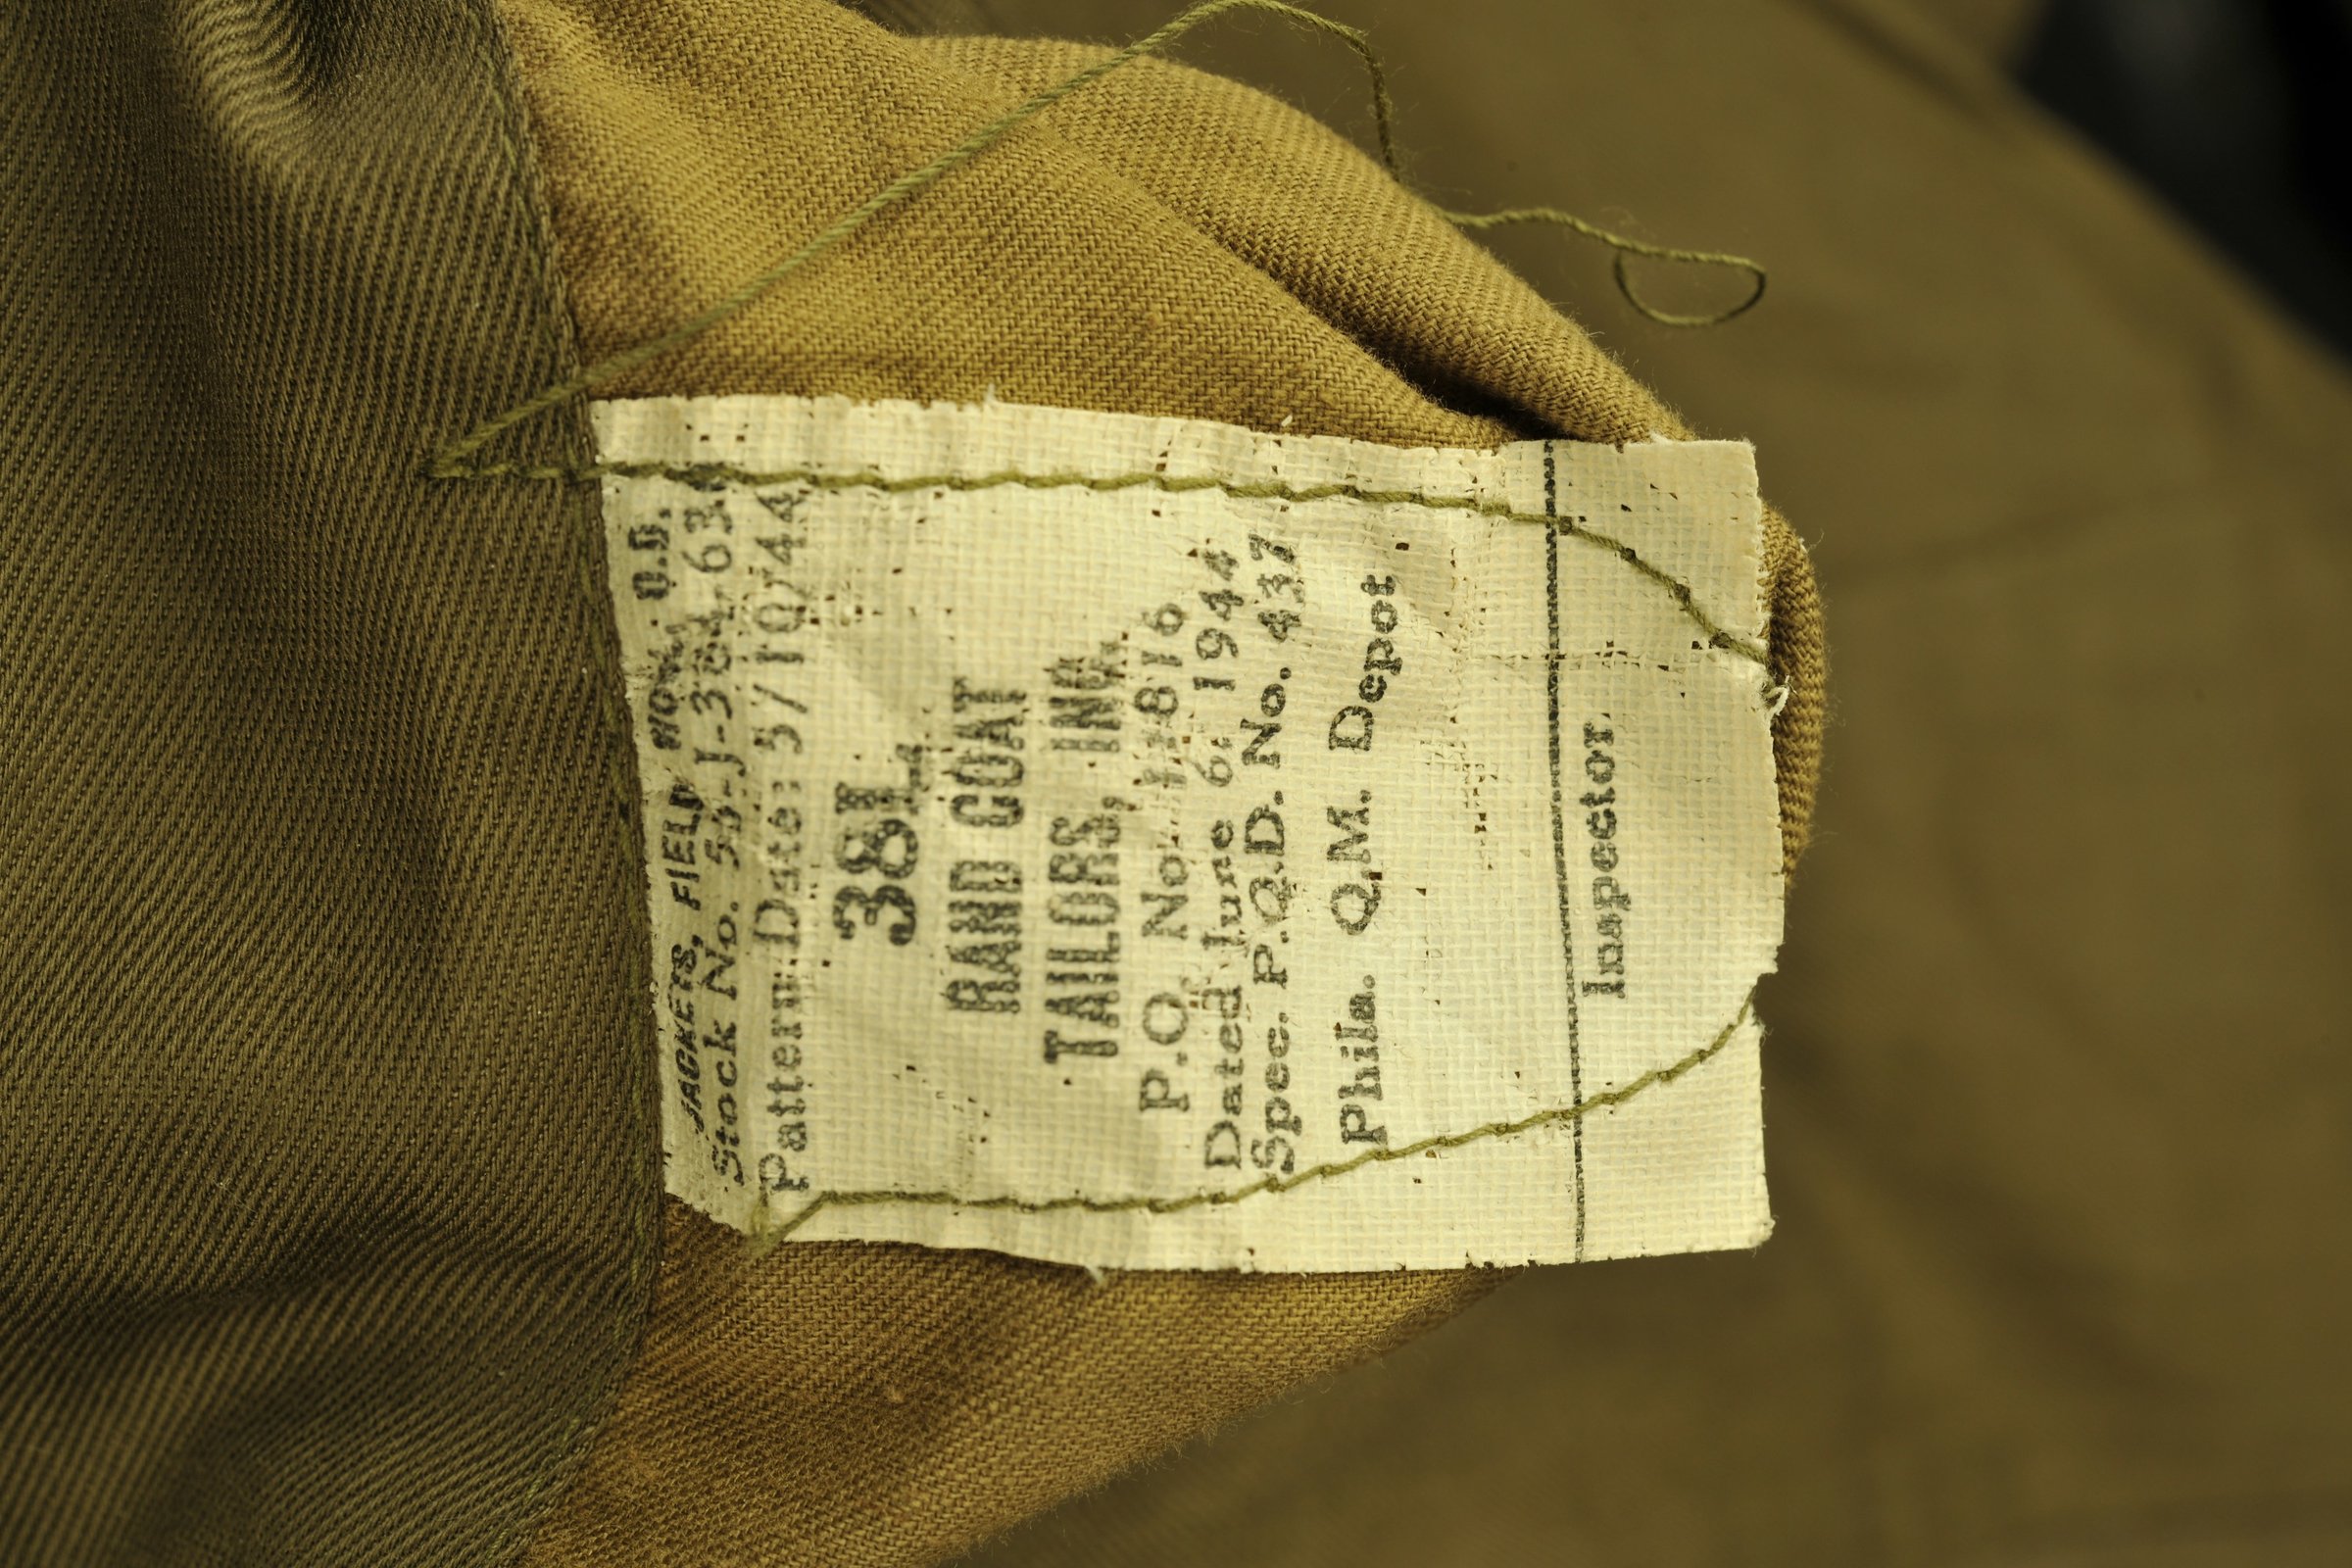 JACKETS, FIELD O.D.
Stock No. 55-J-384-63
Pattern Date: 5/10/44
38L
RAND COAT
TAILORS, INC.
P.O. No. 11816
Dated June 6, 1944
Spec. P.Q.D. No. 437
Phila. Q.M. Depot
Inspector